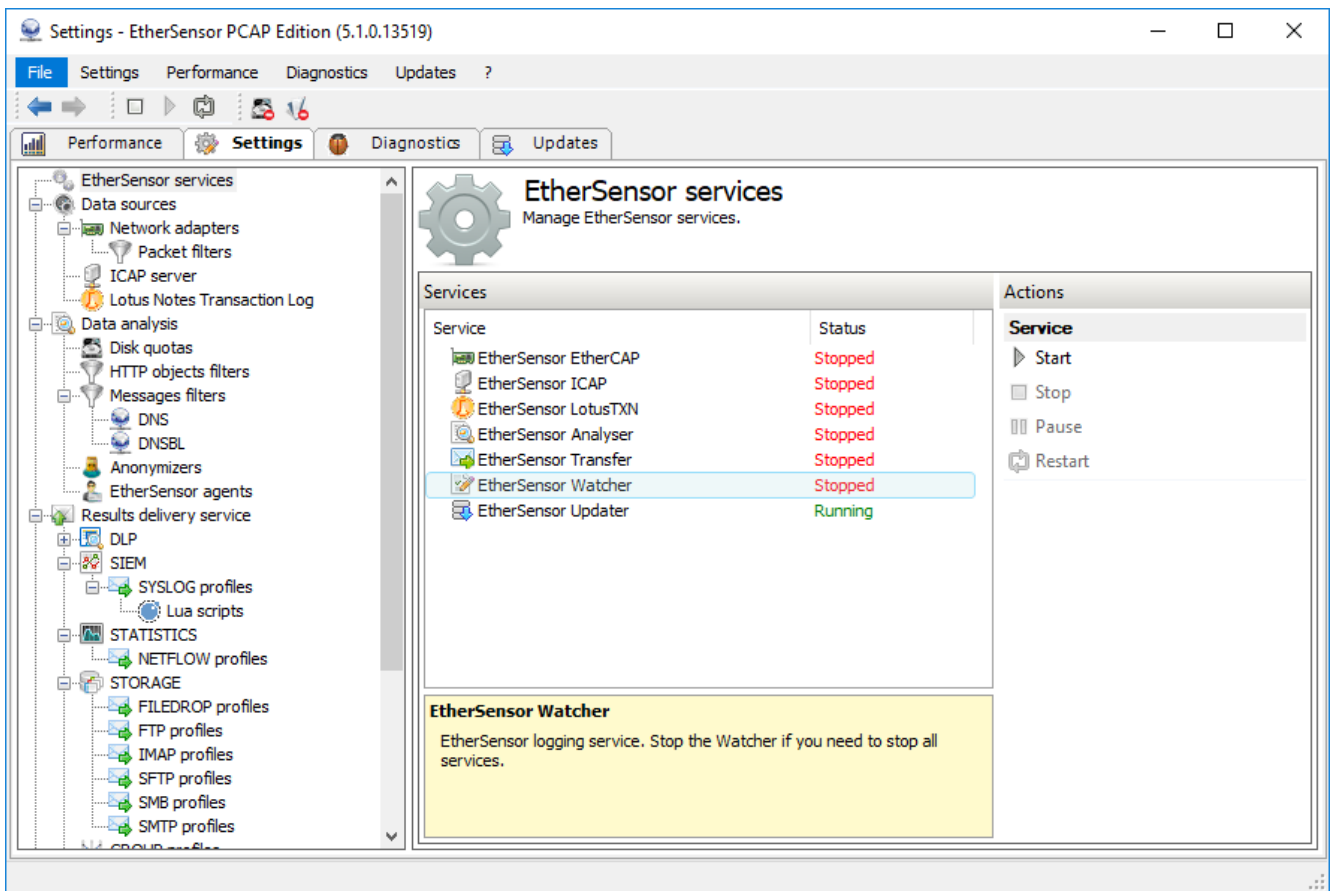 Settings - EtherSensor PCAP Edition (5.1.0.13519)
File Settings Performance Diagnostics Updates ?
Performance Settings Diagnostics Updates
EtherSensor services
Data sources
Network adapters
Packet filters
ICAP server
Lotus Notes Transaction Log
Data analysis
Disk quotas
HTTP objects filters
Messages filters
DNS
DNSBL
Anonymizers
EtherSensor agents
Results delivery service
DLP
SIEM
SYSLOG profiles
Lua scripts
STATISTICS
NETFLOW profiles
STORAGE
FILEDROP profiles
FTP profiles
IMAP profiles
SFTP profiles
SMB profiles
SMTP profiles
GROUP profiles
EtherSensor services
Manage EtherSensor services.
Services
Service Status
EtherSensor EtherCAP Stopped
EtherSensor ICAP Stopped
EtherSensor LotusTXN Stopped
EtherSensor Analyser Stopped
EtherSensor Transfer Stopped
EtherSensor Watcher Stopped
EtherSensor Updater Running
EtherSensor Watcher
EtherSensor logging service. Stop the Watcher if you need to stop all
services.
Actions
Service
Start
Stop
Pause
Restart